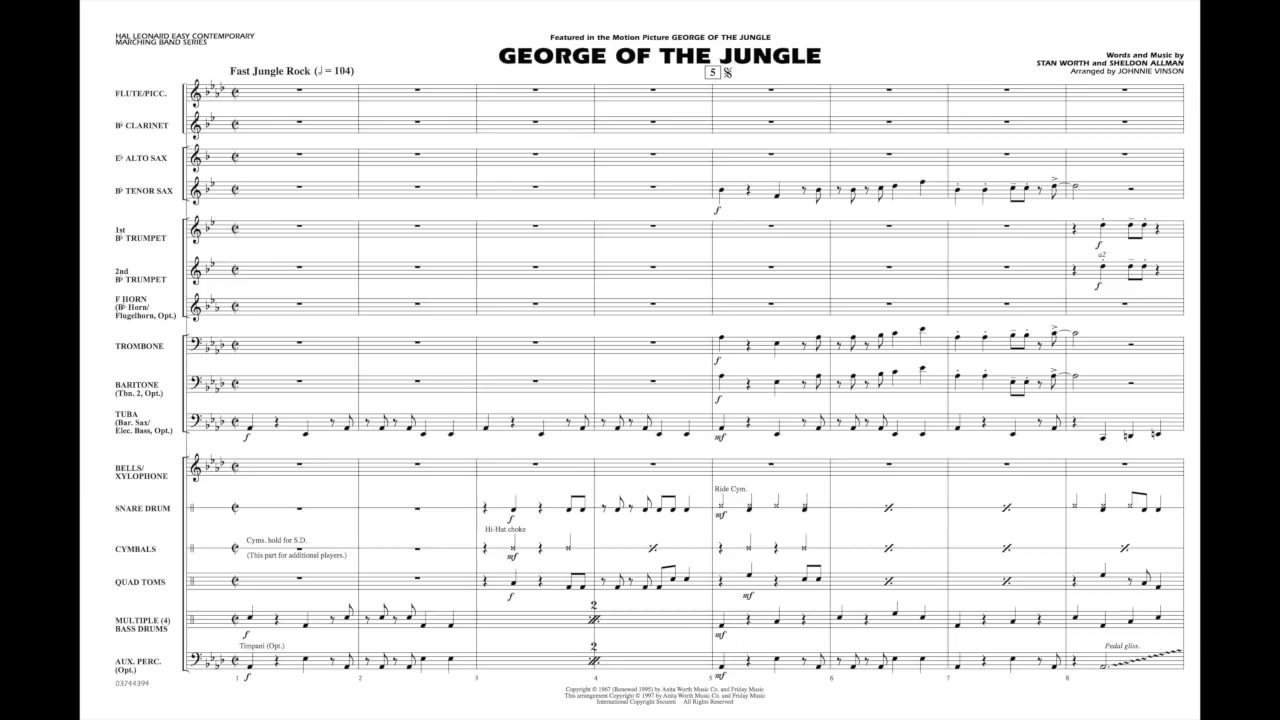 HAL LEONARD EASY CONTEMPORARY
MARCHING BAND SERIES
Featured in the Motion Picture GEORGE OF THE JUNGLE
GEORGE OF THE JUNGLE
Words and Music by
STAN WORTH and SHELDON ALLMAN
Arranged by JOHNNIE VINSON
Fast Jungle Rock (♩ = 104)
5
FLUTE/PICC.
B♭ CLARINET
E♭ ALTO SAX
B♭ TENOR SAX
f
1st
B♭ TRUMPET
f
a2
2nd
B♭ TRUMPET
f
F HORN
(B♭ Horn/
Flugelhorn, Opt.)
TROMBONE
f
BARITONE
(Tbn. 2, Opt.)
f
TUBA
(Bar. Sax/
Elec. Bass, Opt.)
f mf
BELLS/
XYLOPHONE
Ride Cym.
SNARE DRUM
f mf
Hi-Hat choke
Cyms. hold for S.D.
CYMBALS
(This part for additional players.)
mf
QUAD TOMS
f mf
2
MULTIPLE (4)
BASS DRUMS
f mf
Timpani (Opt.) 2 Pedal gliss.
AUX. PERC.
(Opt.)
f mf
03744394
1 2 3 4 5 6 7 8
Copyright © 1967 (Renewed 1995) by Anita Worth Music Co. and Friday Music
This arrangement Copyright © 1997 by Anita Worth Music Co. and Friday Music
International Copyright Secured All Rights Reserved